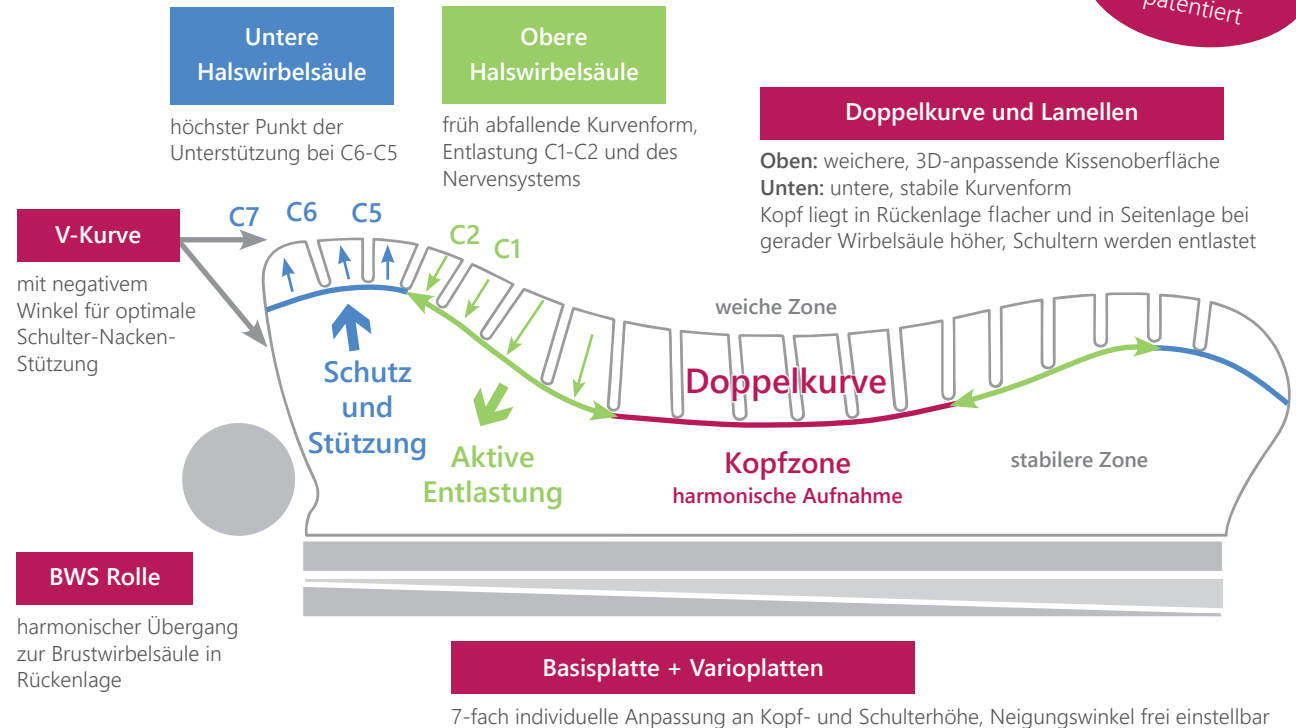 patentiert
Untere
Halswirbelsäule
höchster Punkt der
Unterstützung bei C6-C5
Obere
Halswirbelsäule
früh abfallende Kurvenform,
Entlastung C1-C2 und des
Nervensystems
Doppelkurve und Lamellen
Oben: weichere, 3D-anpassende Kissenoberfläche
Unten: untere, stabile Kurvenform
Kopf liegt in Rückenlage flacher und in Seitenlage bei
gerader Wirbelsäule höher, Schultern werden entlastet
V-Kurve
mit negativem
Winkel für optimale
Schulter-Nacken-
Stützung
C7 C6 C5 C2 C1
weiche Zone
Schutz
und
Stützung
Aktive
Entlastung
Doppelkurve
Kopfzone
harmonische Aufnahme
stabilere Zone
BWS Rolle
harmonischer Übergang
zur Brustwirbelsäule in
Rückenlage
Basisplatte + Varioplatten
7-fach individuelle Anpassung an Kopf- und Schulterhöhe, Neigungswinkel frei einstellbar